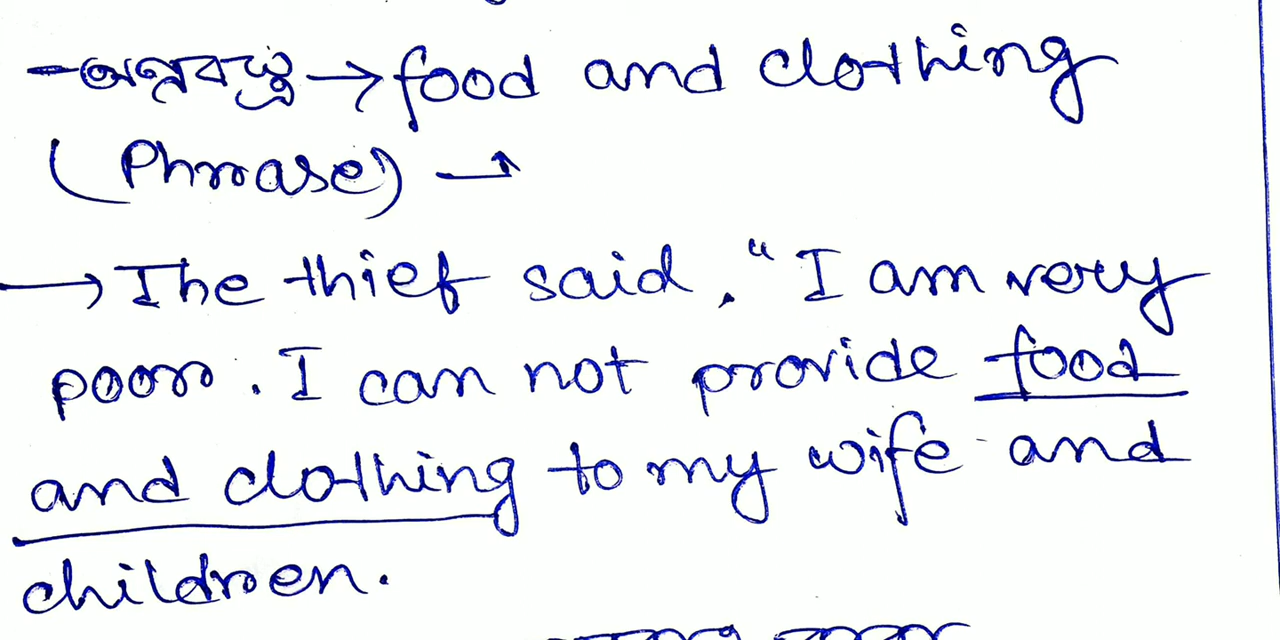 -অন্নবস্ত্র → food and clothing
(Phrase) →
→ The thief said, "I am very
poor. I can not provide food
and clothing to my wife and
children.